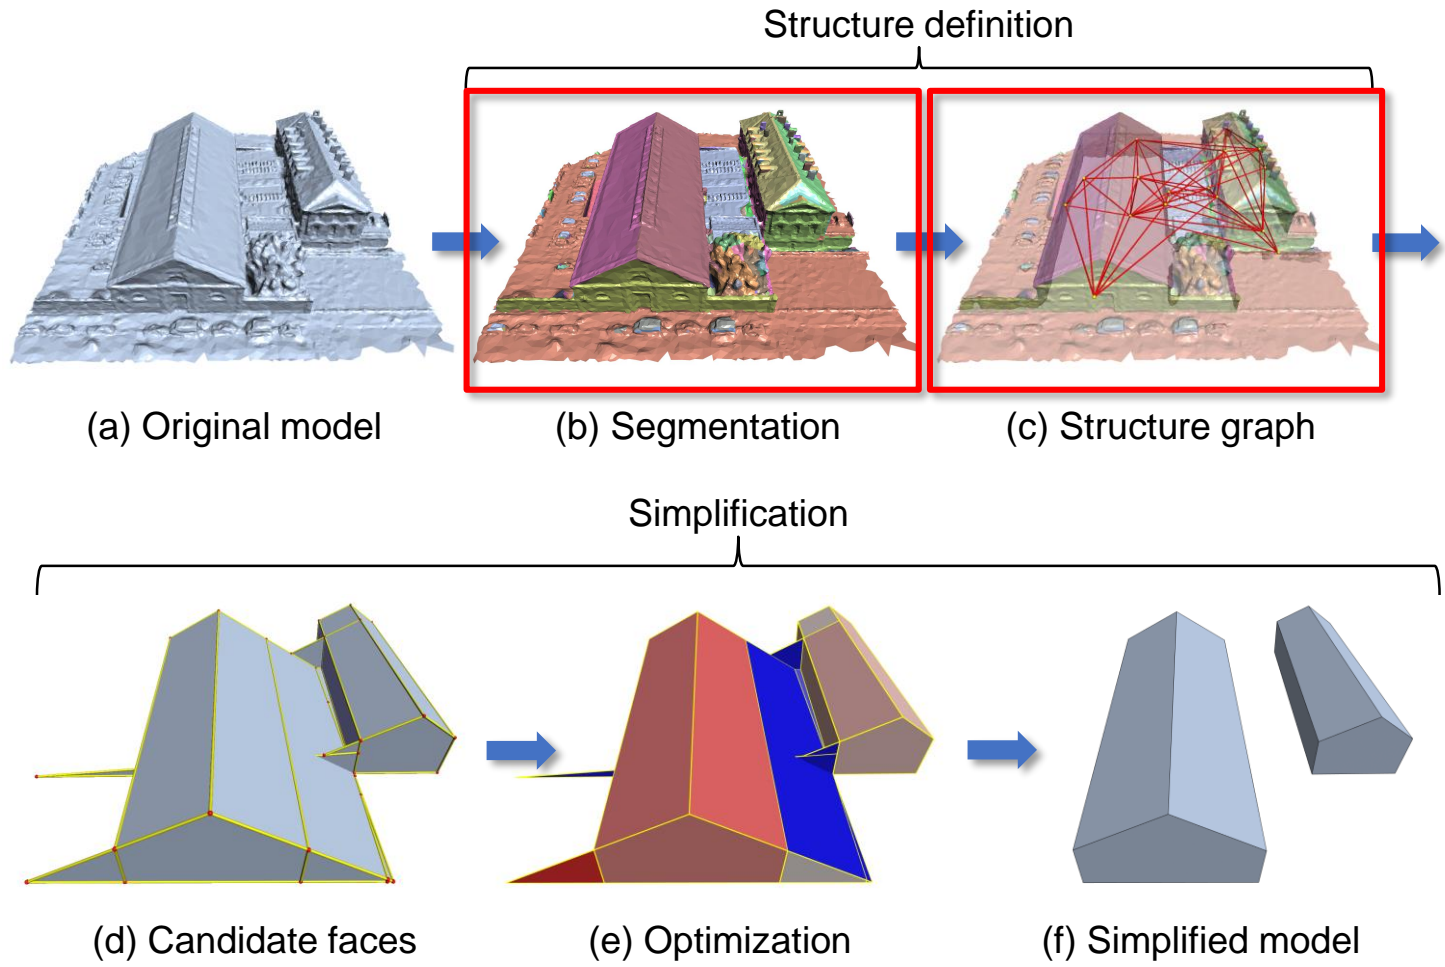 Structure definition
(a) Original model
(b) Segmentation
(c) Structure graph
Simplification
(d) Candidate faces
(e) Optimization
(f) Simplified model